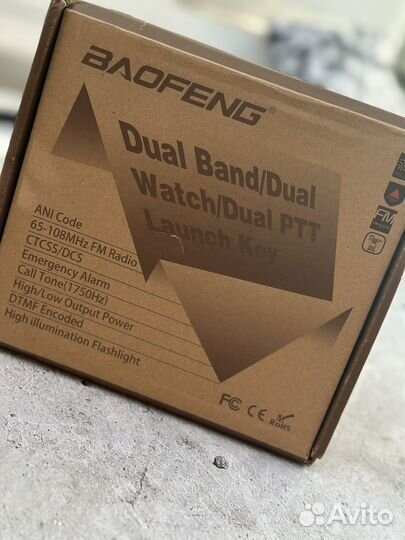 BAOFENG®
Dual Band/Dual
Watch/Dual PTT
Launch Key
ANI Code
65-108MHz FM Radio
CTCSS/DCS
Emergency Alarm
Call Tone(1750Hz)
High/Low Output Power
DTMF Encoded
High illumination Flashlight
FM
FC CE RoHS
Avito